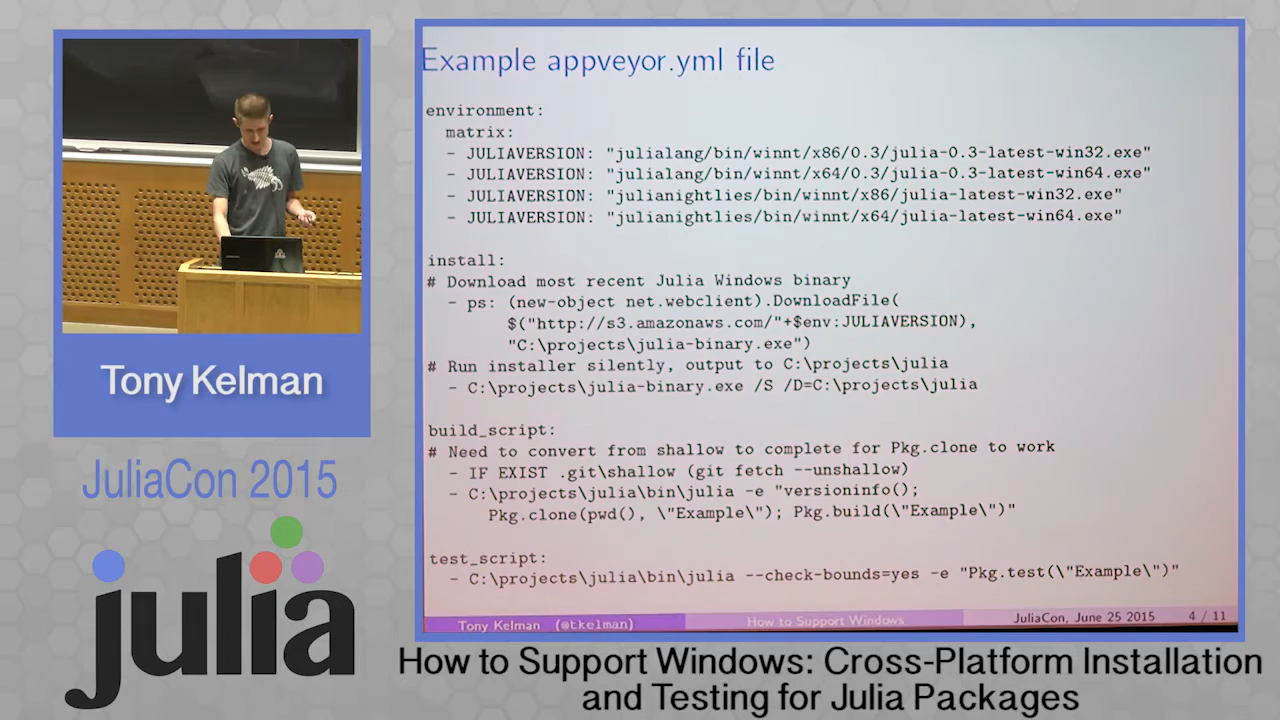 Example appveyor.yml file
environment:
matrix:
- JULIAVERSION: "julialang/bin/winnt/x86/0.3/julia-0.3-latest-win32.exe"
- JULIAVERSION: "julialang/bin/winnt/x64/0.3/julia-0.3-latest-win64.exe"
- JULIAVERSION: "julianightlies/bin/winnt/x86/julia-latest-win32.exe"
- JULIAVERSION: "julianightlies/bin/winnt/x64/julia-latest-win64.exe"
install:
# Download most recent Julia Windows binary
- ps: (new-object net.webclient).DownloadFile(
$("http://s3.amazonaws.com/"+$env:JULIAVERSION),
"C:\projects\julia-binary.exe")
# Run installer silently, output to C:\projects\julia
- C:\projects\julia-binary.exe /S /D=C:\projects\julia
build_script:
# Need to convert from shallow to complete for Pkg.clone to work
- IF EXIST .git\shallow (git fetch --unshallow)
- C:\projects\julia\bin\julia -e "versioninfo();
Pkg.clone(pwd(), \"Example\"); Pkg.build(\"Example\")"
test_script:
- C:\projects\julia\bin\julia --check-bounds=yes -e "Pkg.test(\"Example\")"
Tony Kelman (@tkelman) How to Support Windows JuliaCon, June 25 2015 4 / 11
Tony Kelman
JuliaCon 2015
julia
How to Support Windows: Cross-Platform Installation
and Testing for Julia Packages